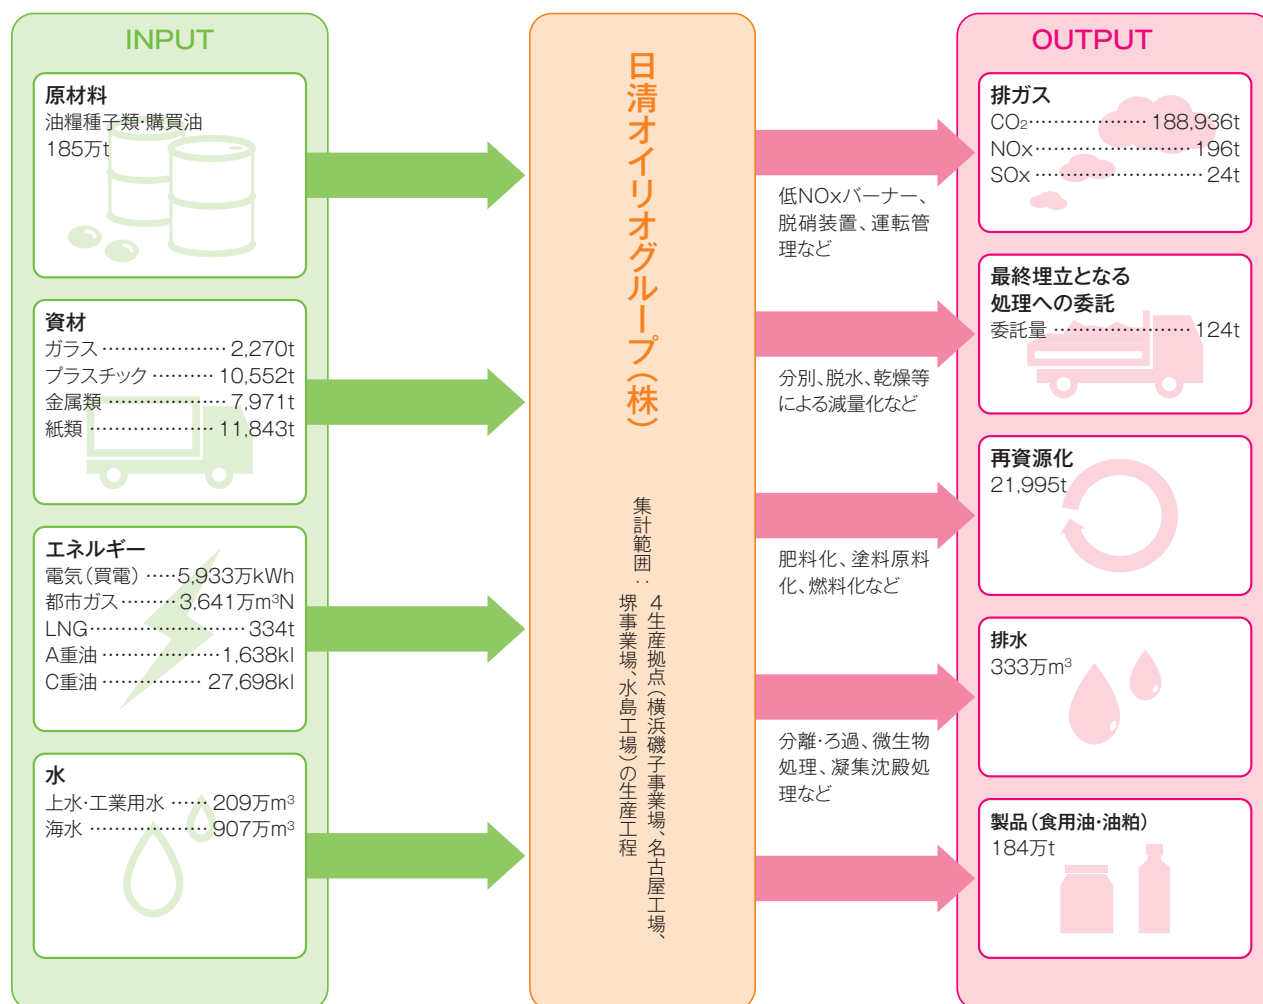 INPUT
原材料
油糧種子類・購買油
185万t
資材
ガラス …………………… 2,270t
プラスチック ………… 10,552t
金属類 …………………… 7,971t
紙類 …………………… 11,843t
エネルギー
電気（買電） ……5,933万kWh
都市ガス………3,641万m³N
LNG……………………… 334t
A重油 ……………………1,638kl
C重油 ……………… 27,698kl
水
上水・工業用水 …… 209万m³
海水 ………………… 907万m³
日清オイリオグループ（株）
集計範囲：４生産拠点（横浜磯子事業場、名古屋工場、
堺事業場、水島工場）の生産工程
低NOxバーナー、
脱硝装置、運転管
理など
分別、脱水、乾燥等
による減量化など
肥料化、塗料原料
化、燃料化など
分離・ろ過、微生物
処理、凝集沈殿処
理など
OUTPUT
排ガス
CO₂………………… 188,936t
NOx……………………… 196t
SOx ………………………… 24t
最終埋立となる
処理への委託
委託量 …………………… 124t
再資源化
21,995t
排水
333万m³
製品（食用油・油粕）
184万t